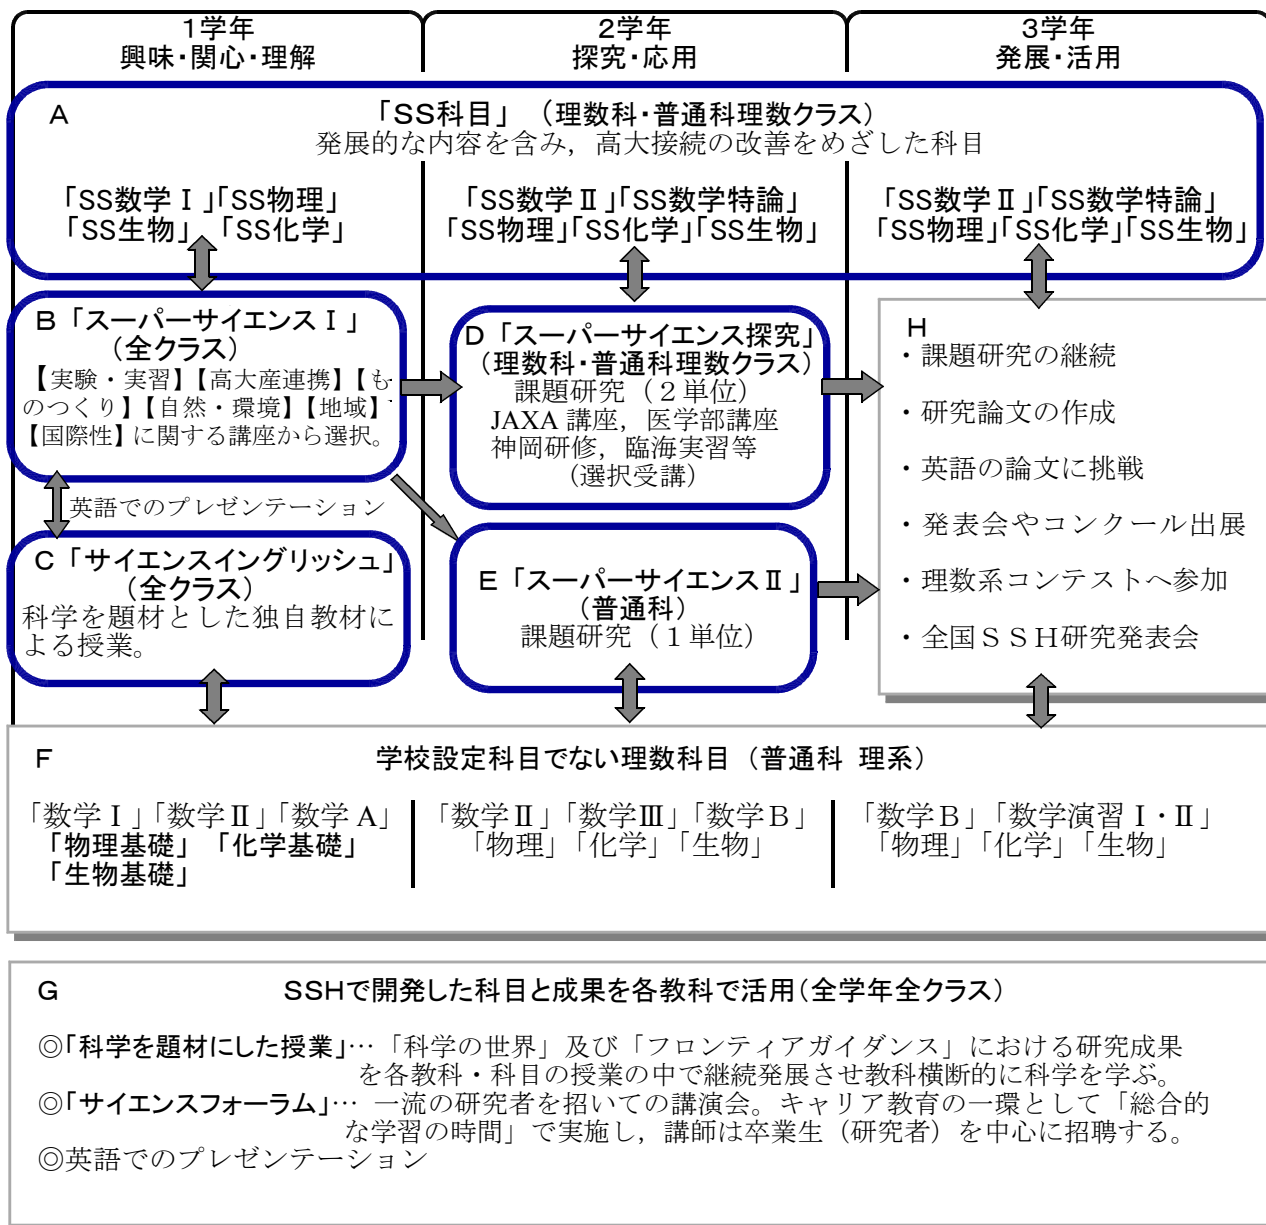 1学年
興味・関心・理解
2学年
探究・応用
3学年
発展・活用
A
「SS科目」（理数科・普通科理数クラス）
発展的な内容を含み，高大接続の改善をめざした科目
「SS数学Ⅰ」「SS物理」
「SS生物」 「SS化学」
「SS数学Ⅱ」「SS数学特論」
「SS物理」「SS化学」「SS生物」
「SS数学Ⅱ」「SS数学特論」
「SS物理」「SS化学」「SS生物」
B「スーパーサイエンスⅠ」
（全クラス）
【実験・実習】【高大産連携】【も
のつくり】【自然・環境】【地域】
【国際性】に関する講座から選択。
英語でのプレゼンテーション
C「サイエンスイングリッシュ」
（全クラス）
科学を題材とした独自教材に
よる授業。
D「スーパーサイエンス探究」
（理数科・普通科理数クラス）
課題研究（２単位）
JAXA 講座，医学部講座
神岡研修，臨海実習等
（選択受講）
E「スーパーサイエンスⅡ」
（普通科）
課題研究（１単位）
H
・課題研究の継続
・研究論文の作成
・英語の論文に挑戦
・発表会やコンクール出展
・理数系コンテストへ参加
・全国ＳＳＨ研究発表会
F
学校設定科目でない理数科目（普通科 理系）
「数学Ⅰ」「数学Ⅱ」「数学A」
「物理基礎」 「化学基礎」
「生物基礎」
「数学Ⅱ」「数学Ⅲ」「数学Ｂ」
「物理」「化学」「生物」
「数学Ｂ」「数学演習Ⅰ・Ⅱ」
「物理」「化学」「生物」
G
SSHで開発した科目と成果を各教科で活用（全学年全クラス）
◎「科学を題材にした授業」…「科学の世界」及び「フロンティアガイダンス」における研究成果
を各教科・科目の授業の中で継続発展させ教科横断的に科学を学ぶ。
◎「サイエンスフォーラム」… 一流の研究者を招いての講演会。キャリア教育の一環として「総合的
な学習の時間」で実施し，講師は卒業生（研究者）を中心に招聘する。
◎英語でのプレゼンテーション